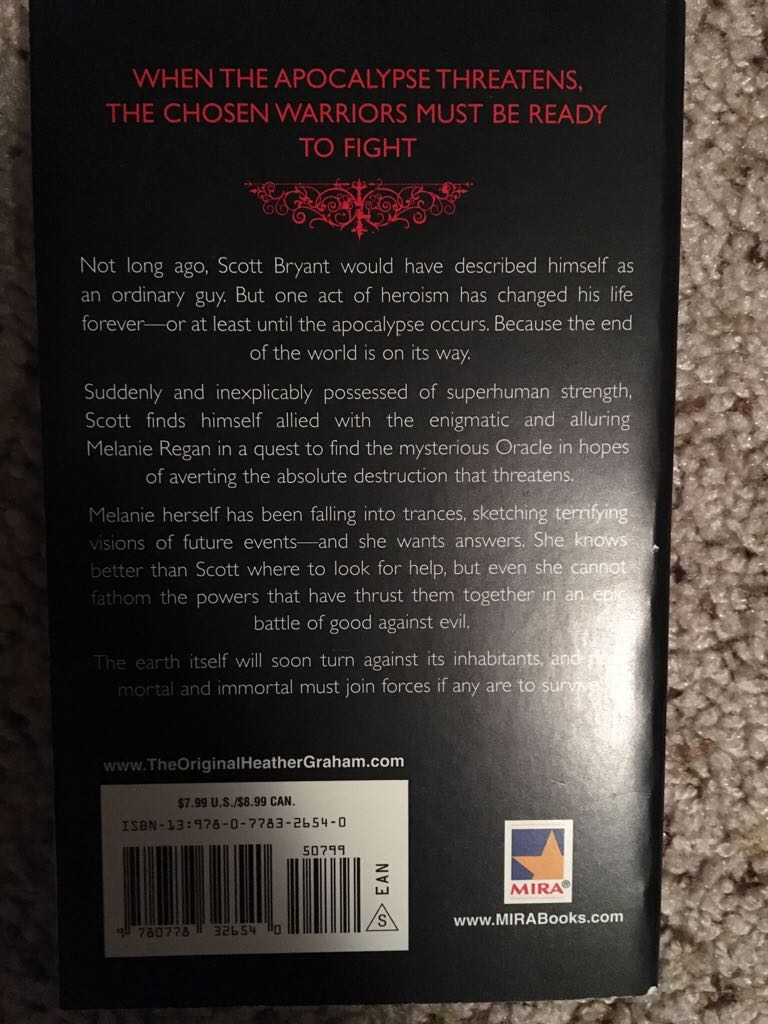 WHEN THE APOCALYPSE THREATENS,
THE CHOSEN WARRIORS MUST BE READY
TO FIGHT
Not long ago, Scott Bryant would have described himself as
an ordinary guy. But one act of heroism has changed his life
forever—or at least until the apocalypse occurs. Because the end
of the world is on its way.
Suddenly and inexplicably possessed of superhuman strength,
Scott finds himself allied with the enigmatic and alluring
Melanie Regan in a quest to find the mysterious Oracle in hopes
of averting the absolute destruction that threatens.
Melanie herself has been falling into trances, sketching terrifying
visions of future events—and she wants answers. She knows
better than Scott where to look for help, but even she cannot
fathom the powers that have thrust them together in an epic
battle of good against evil.
The earth itself will soon turn against its inhabitants, and
mortal and immortal must join forces if any are to survive.
www.TheOriginalHeatherGraham.com
$7.99 U.S./$8.99 CAN.
ISBN-13:978-0-7783-2654-0
50799
EAN
S
9 780778 32654 0
MIRA®
www.MIRABooks.com